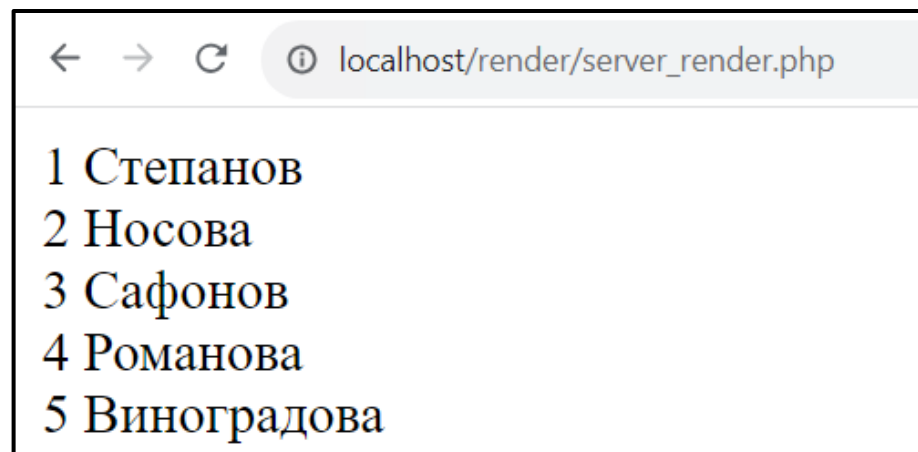 localhost/render/server_render.php
1 Степанов
2 Носова
3 Сафонов
4 Романова
5 Виноградова